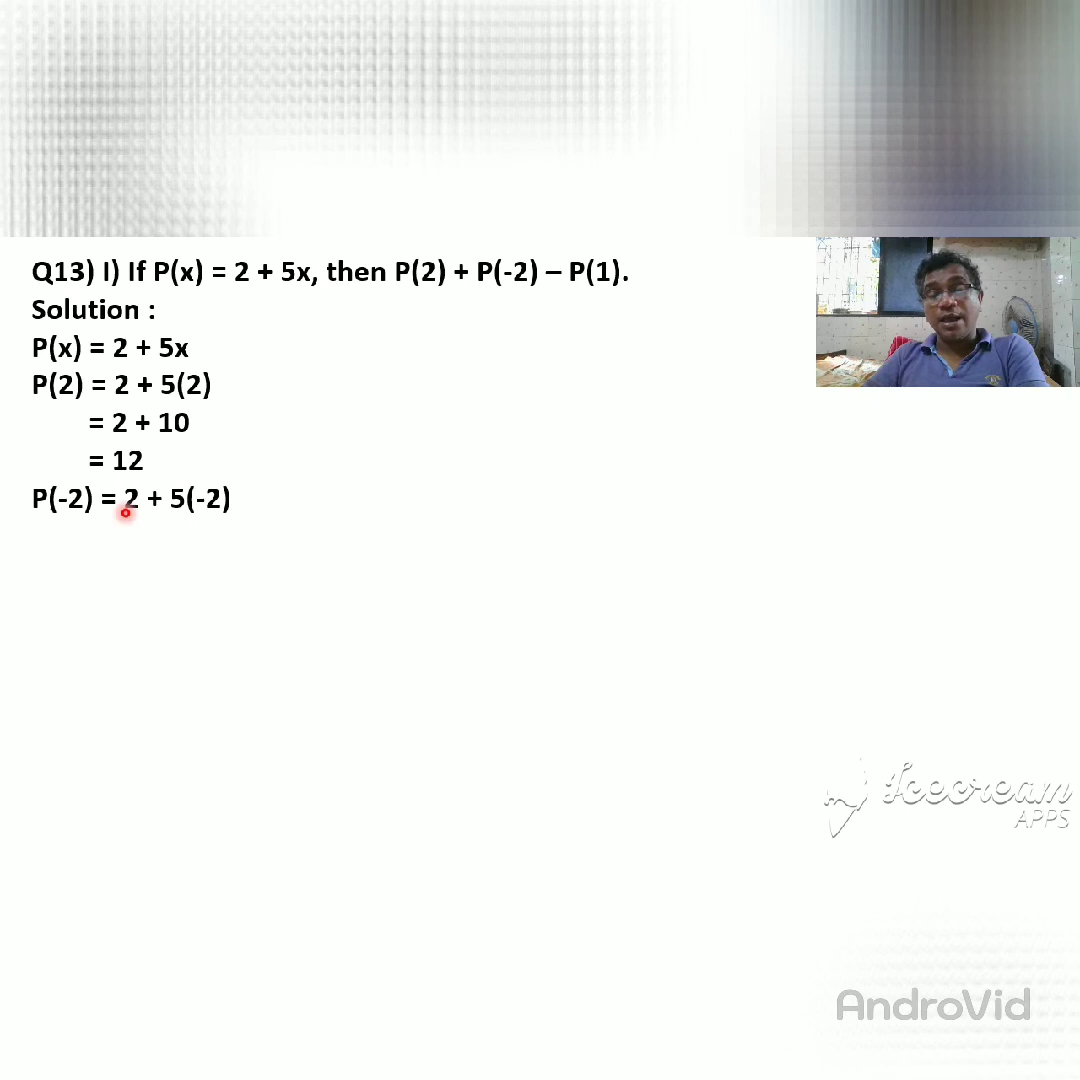 Q13) I) If P(x) = 2 + 5x, then P(2) + P(-2) – P(1).
Solution :
P(x) = 2 + 5x
P(2) = 2 + 5(2)
= 2 + 10
= 12
P(-2) = 2 + 5(-2)
Icecream
APPS
AndroVid